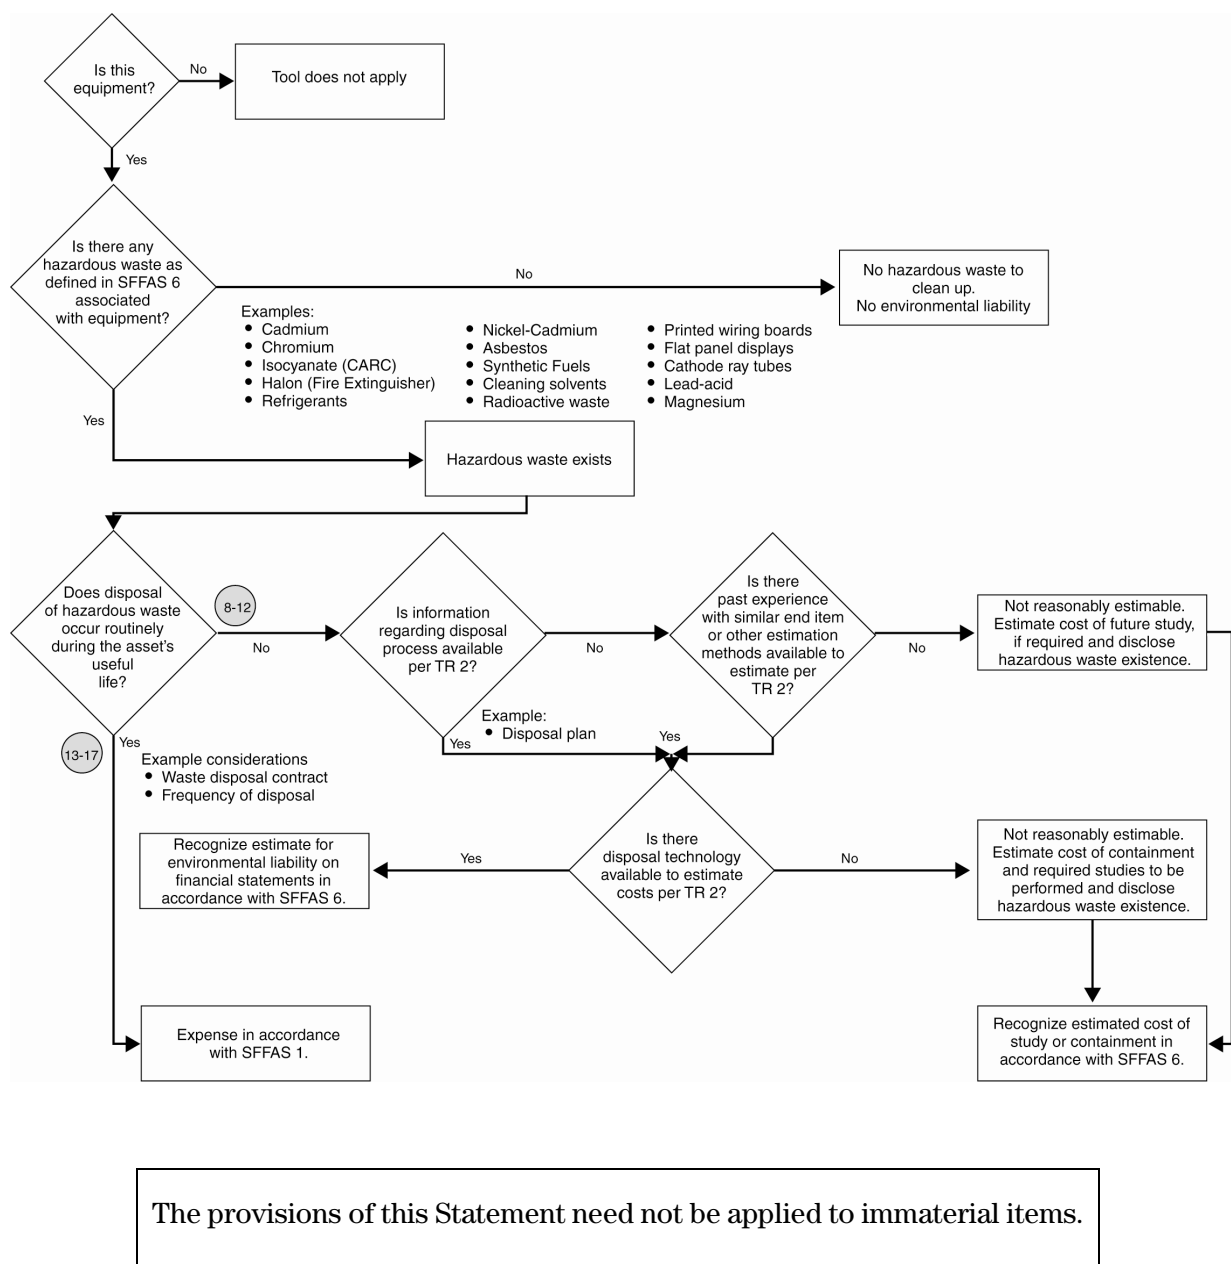 Is this
equipment?
No
Tool does not apply
Yes
Is there any
hazardous waste as
defined in SFFAS 6
associated
with equipment?
No
No hazardous waste to
clean up.
No environmental liability
Examples:
• Cadmium
• Chromium
• Isocyanate (CARC)
• Halon (Fire Extinguisher)
• Refrigerants
• Nickel-Cadmium
• Asbestos
• Synthetic Fuels
• Cleaning solvents
• Radioactive waste
• Printed wiring boards
• Flat panel displays
• Cathode ray tubes
• Lead-acid
• Magnesium
Yes
Hazardous waste exists
Does disposal
of hazardous waste
occur routinely
during the asset's
useful
life?
8-12
No
Is information
regarding disposal
process available
per TR 2?
No
Is there
past experience
with similar end item
or other estimation
methods available to
estimate per
TR 2?
No
Not reasonably estimable.
Estimate cost of future study,
if required and disclose
hazardous waste existence.
13-17
Yes
Example considerations
• Waste disposal contract
• Frequency of disposal
Yes
Example:
• Disposal plan
Yes
Is there
disposal technology
available to estimate
costs per TR 2?
Yes
Recognize estimate for
environmental liability on
financial statements in
accordance with SFFAS 6.
No
Not reasonably estimable.
Estimate cost of containment
and required studies to be
performed and disclose
hazardous waste existence.
Expense in accordance
with SFFAS 1.
Recognize estimated cost of
study or containment in
accordance with SFFAS 6.
The provisions of this Statement need not be applied to immaterial items.